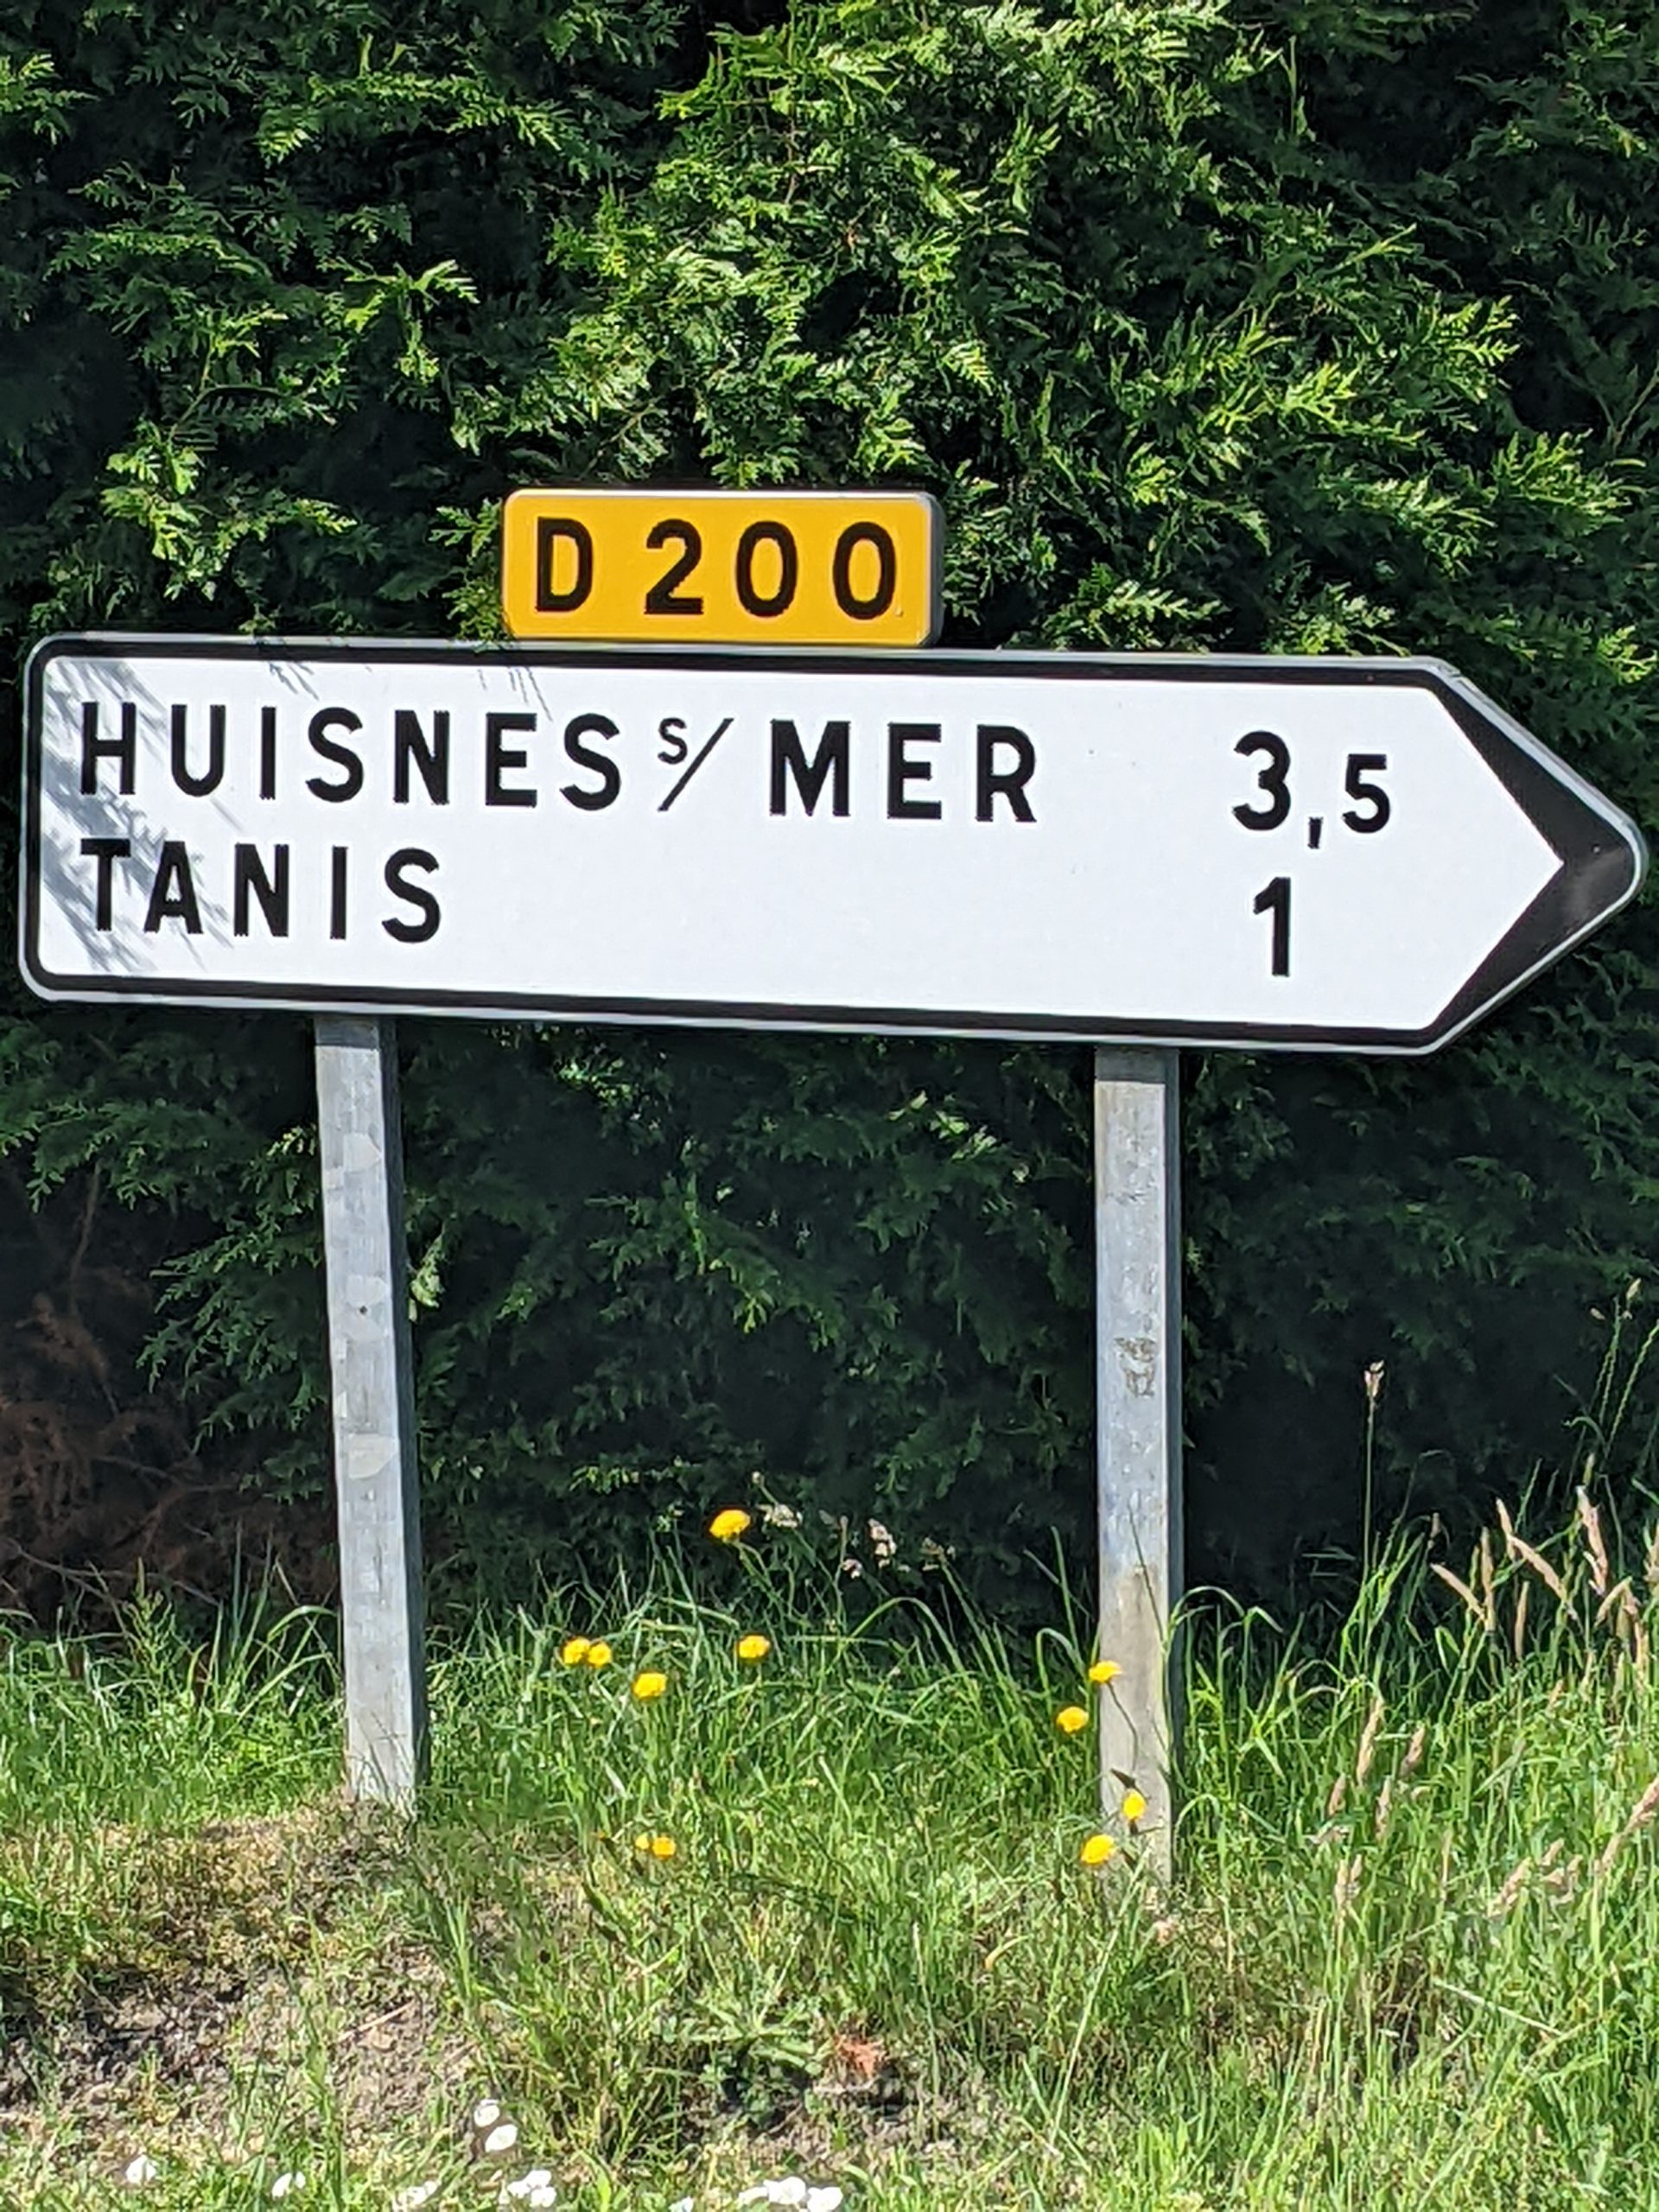 D 200
HUISNES S/ MER 3,5
TANIS 1